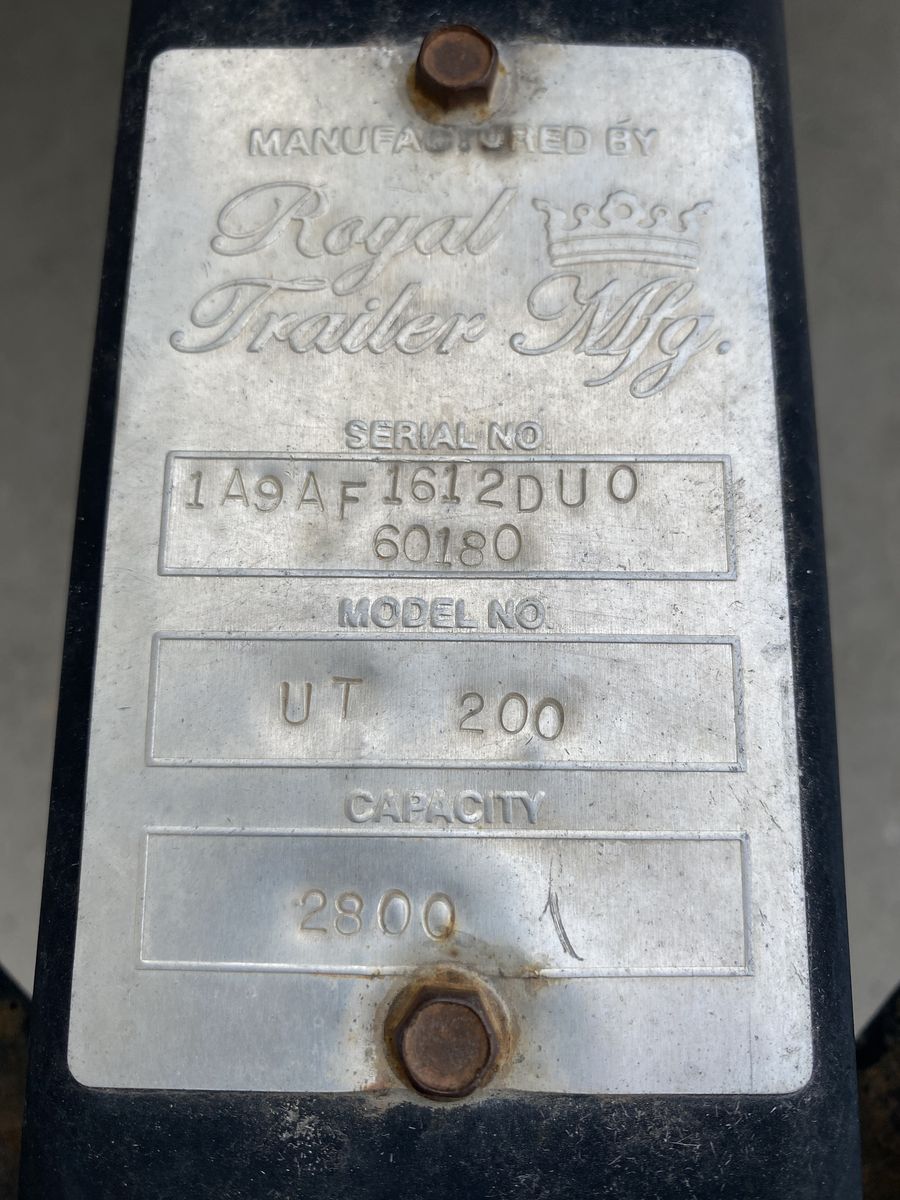 MANUFACTURED BY
Royal
Trailer Mfg.
SERIAL NO.
1A9AF1612DU0
60180
MODEL NO.
UT 200
CAPACITY
2800